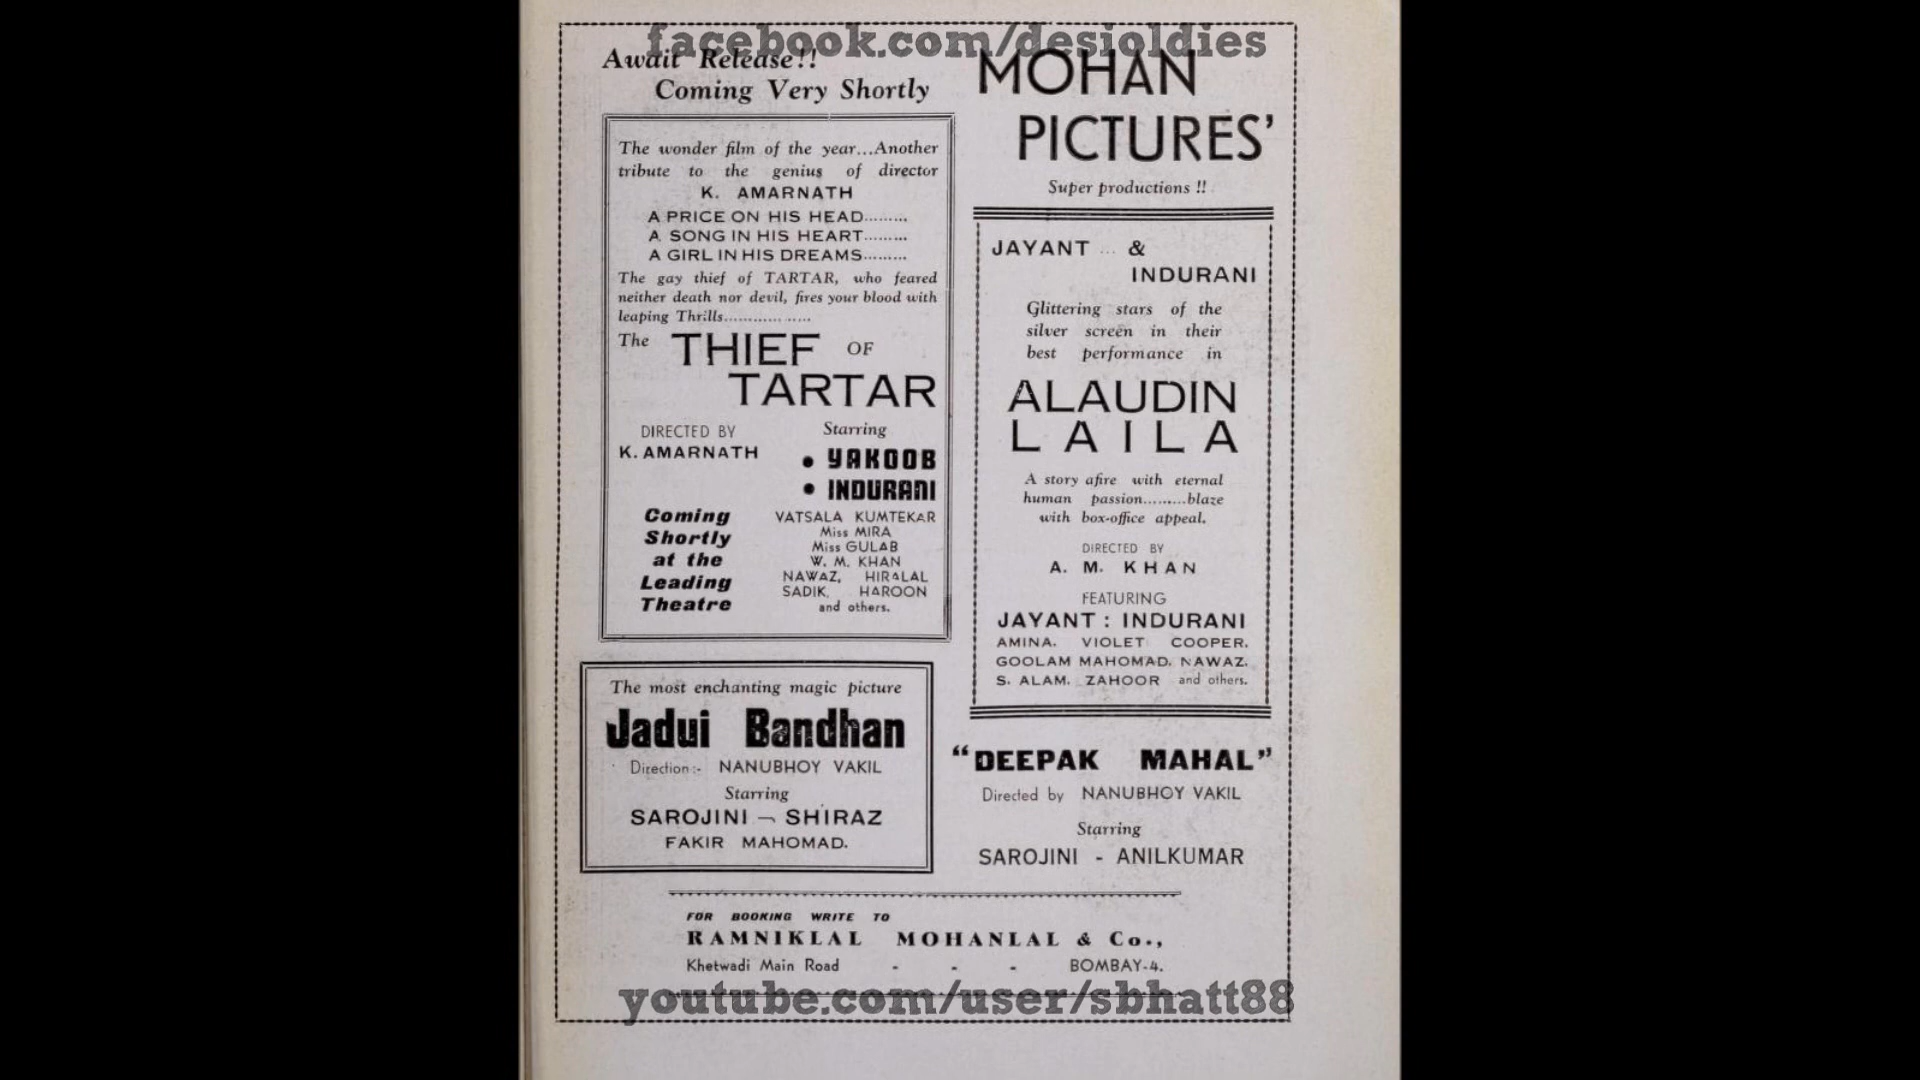 facebook.com/desioldies
Await Release!!
Coming Very Shortly
MOHAN
PICTURES'
Super productions !!
The wonder film of the year...Another
tribute to the genius of director
K. AMARNATH
A PRICE ON HIS HEAD.........
A SONG IN HIS HEART.........
A GIRL IN HIS DREAMS.........
The gay thief of TARTAR, who feared
neither death nor devil, fires your blood with
leaping Thrills.................
The THIEF OF
TARTAR
DIRECTED BY
K. AMARNATH
Starring
• YAKOOB
• INDURANI
VATSALA KUMTEKAR
Miss MIRA
Miss GULAB
W. M. KHAN
NAWAZ, HIRALAL
SADIK, HAROON
and others.
Coming
Shortly
at the
Leading
Theatre
JAYANT ... &
INDURANI
Glittering stars of the
silver screen in their
best performance in
ALAUDIN
LAILA
A story afire with eternal
human passion.........blaze
with box-office appeal.
DIRECTED BY
A. M. KHAN
FEATURING
JAYANT : INDURANI
AMINA. VIOLET COOPER.
GOOLAM MAHOMAD. NAWAZ.
S. ALAM. ZAHOOR and others.
The most enchanting magic picture
Jadui Bandhan
Direction:- NANUBHOY VAKIL
Starring
SAROJINI - SHIRAZ
FAKIR MAHOMAD.
"DEEPAK MAHAL"
Directed by NANUBHOY VAKIL
Starring
SAROJINI - ANILKUMAR
FOR BOOKING WRITE TO
RAMNIKLAL MOHANLAL & Co.,
Khetwadi Main Road - - - BOMBAY-4.
youtube.com/user/sbhatt88